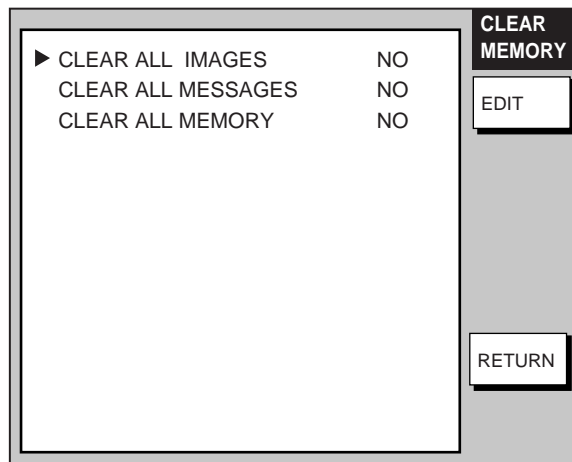 CLEAR ALL IMAGES NO
CLEAR ALL MESSAGES NO
CLEAR ALL MEMORY NO
CLEAR
MEMORY
EDIT
RETURN